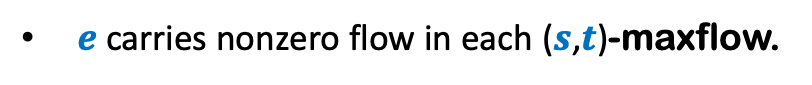 • e carries nonzero flow in each (s,t)-maxflow.